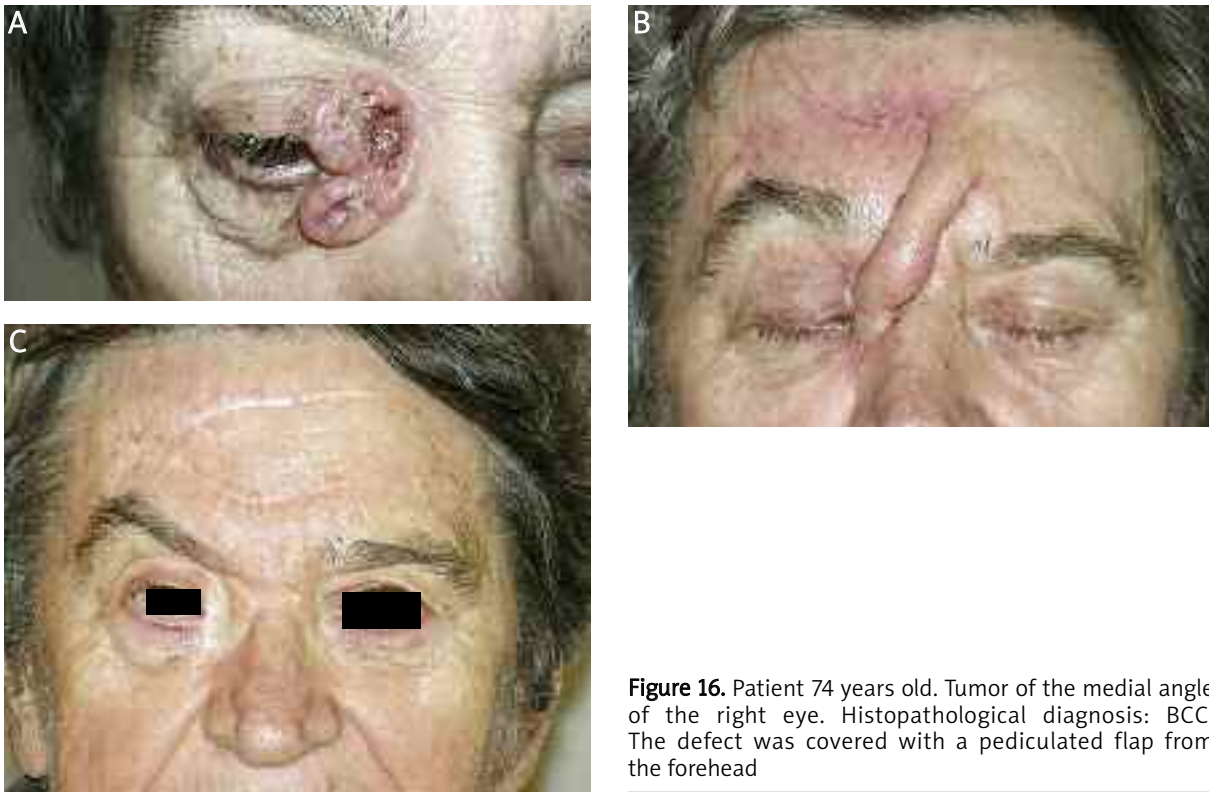 A
B
C
Figure 16. Patient 74 years old. Tumor of the medial angle
of the right eye. Histopathological diagnosis: BCC.
The defect was covered with a pediculated flap from
the forehead